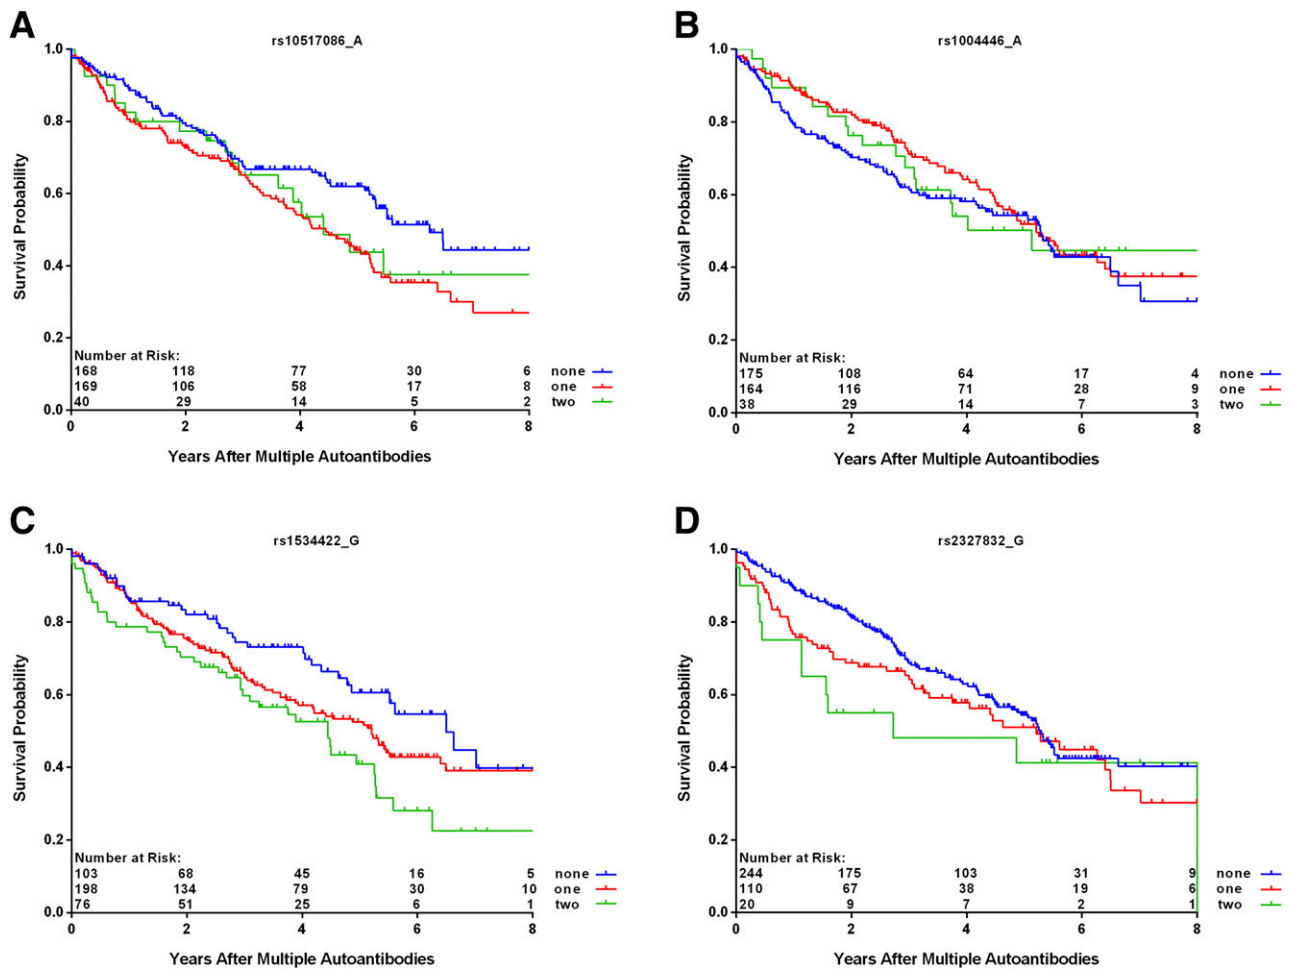 A
rs10517086_A
1.0
0.8
0.6
0.4
0.2
0.0
Survival Probability
Number at Risk:
168 118 77 30 6 none
169 106 58 17 8 one
40 29 14 5 2 two
0 2 4 6 8
Years After Multiple Autoantibodies
B
rs1004446_A
1.0
0.8
0.6
0.4
0.2
0.0
Survival Probability
Number at Risk:
175 108 64 17 4 none
164 116 71 28 9 one
38 29 14 7 3 two
0 2 4 6 8
Years After Multiple Autoantibodies
C
rs1534422_G
1.0
0.8
0.6
0.4
0.2
0.0
Survival Probability
Number at Risk:
103 68 45 16 5 none
198 134 79 30 10 one
76 51 25 6 1 two
0 2 4 6 8
Years After Multiple Autoantibodies
D
rs2327832_G
1.0
0.8
0.6
0.4
0.2
0.0
Survival Probability
Number at Risk:
244 175 103 31 9 none
110 67 38 19 6 one
20 9 7 2 1 two
0 2 4 6 8
Years After Multiple Autoantibodies